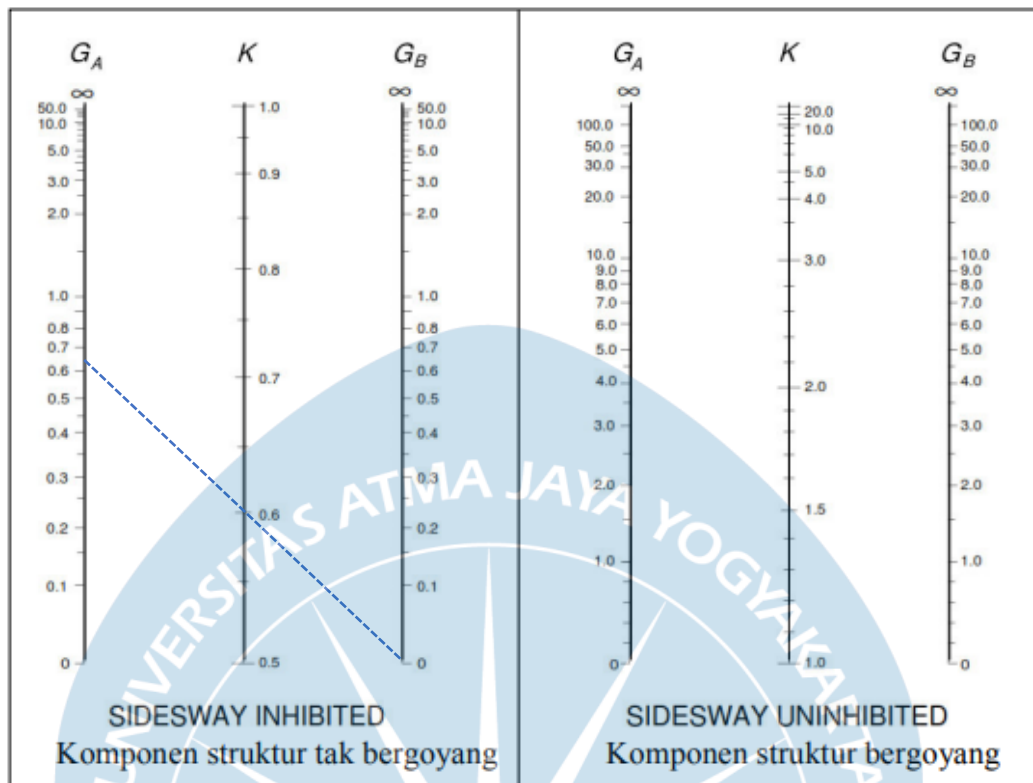 G_A K G_B
∞ ∞
50.0 1.0 50.0
10.0 10.0
5.0 0.9 5.0
3.0 3.0
2.0 2.0
0.8
1.0 1.0
0.8 0.8
0.7 0.7
0.6 0.7 0.6
0.5 0.5
0.4 0.4
0.3 0.3
0.2 0.6 0.2
0.1 0.1
0 0.5 0
SIDESWAY INHIBITED
Komponen struktur tak bergoyang
G_A K G_B
∞ ∞
20.0
100.0 10.0 100.0
50.0 50.0
30.0 5.0 30.0
20.0 4.0 20.0
10.0 3.0 10.0
9.0 9.0
8.0 8.0
7.0 7.0
6.0 6.0
5.0 5.0
4.0 2.0 4.0
3.0 3.0
2.0 2.0
1.5
1.0 1.0
0 1.0 0
SIDESWAY UNINHIBITED
Komponen struktur bergoyang
UNIVERSITAS ATMA JAYA YOGYAKARTA